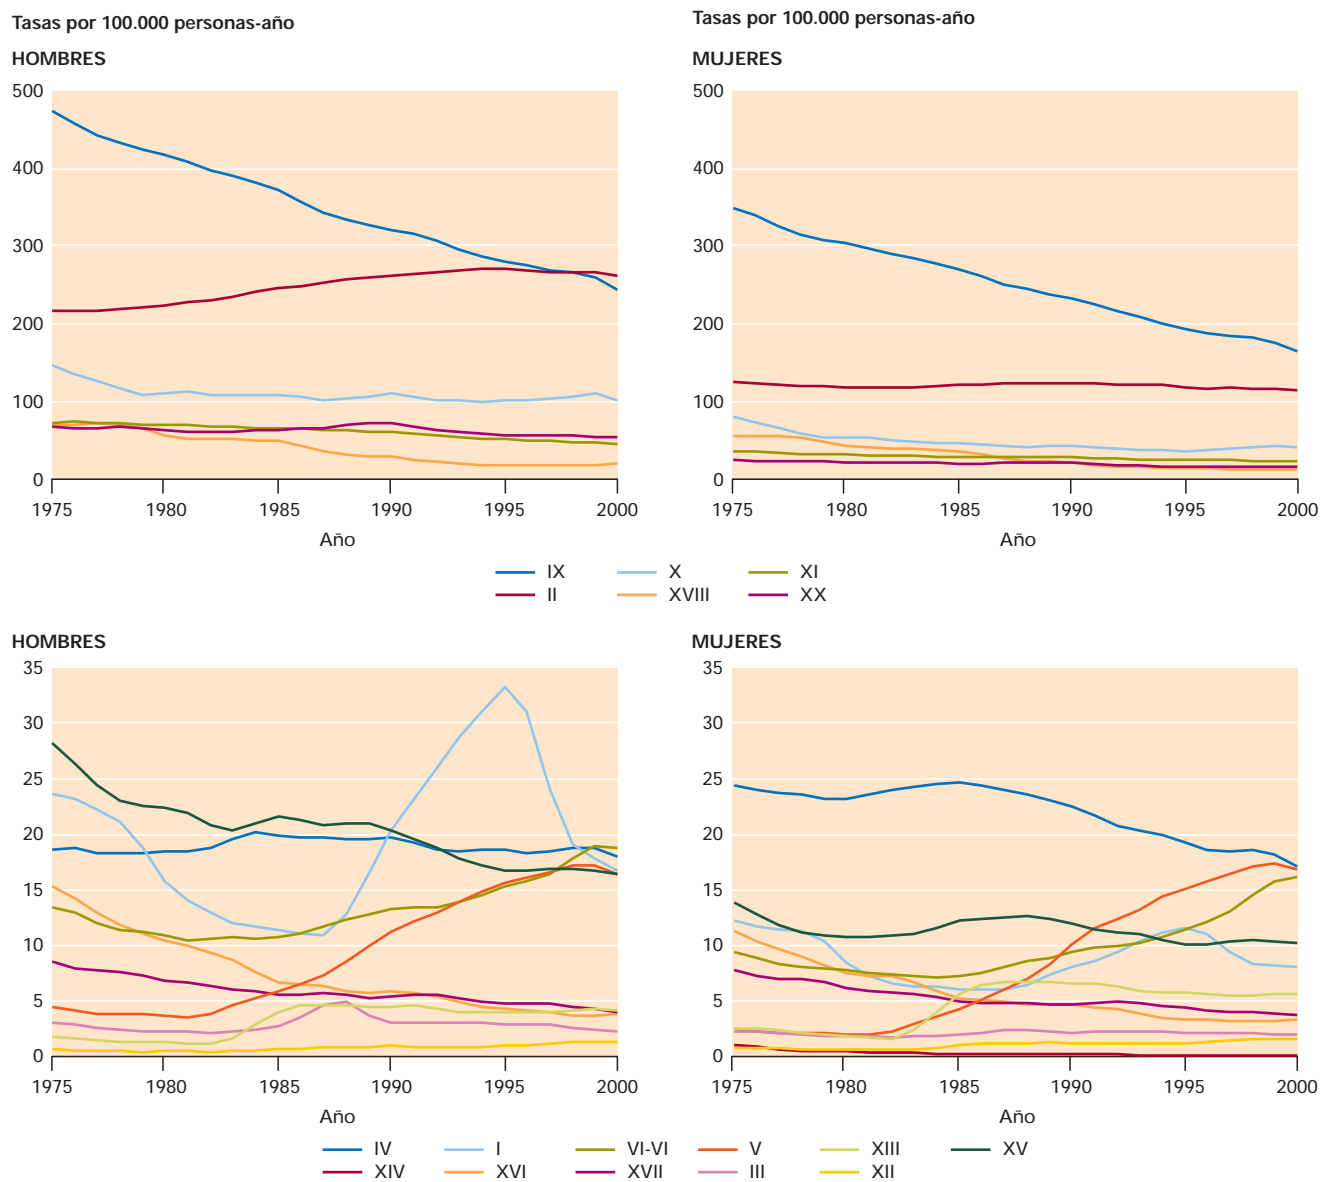 Tasas por 100.000 personas-año
HOMBRES
500
400
300
200
100
0
1975 1980 1985 1990 1995 2000
Año
Tasas por 100.000 personas-año
MUJERES
500
400
300
200
100
0
1975 1980 1985 1990 1995 2000
Año
IX X XI
II XVIII XX
HOMBRES
35
30
25
20
15
10
5
0
1975 1980 1985 1990 1995 2000
Año
MUJERES
35
30
25
20
15
10
5
0
1975 1980 1985 1990 1995 2000
Año
IV I VI-VI V XIII XV
XIV XVI XVII III XII